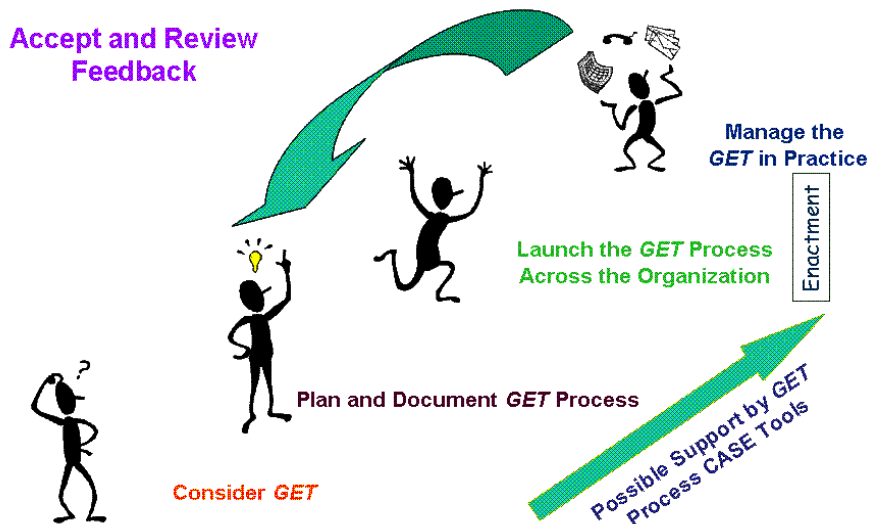 Accept and Review
Feedback
Manage the
GET in Practice
Enactment
Launch the GET Process
Across the Organization
?
Plan and Document GET Process
Consider GET
Possible Support by GET
Process CASE Tools